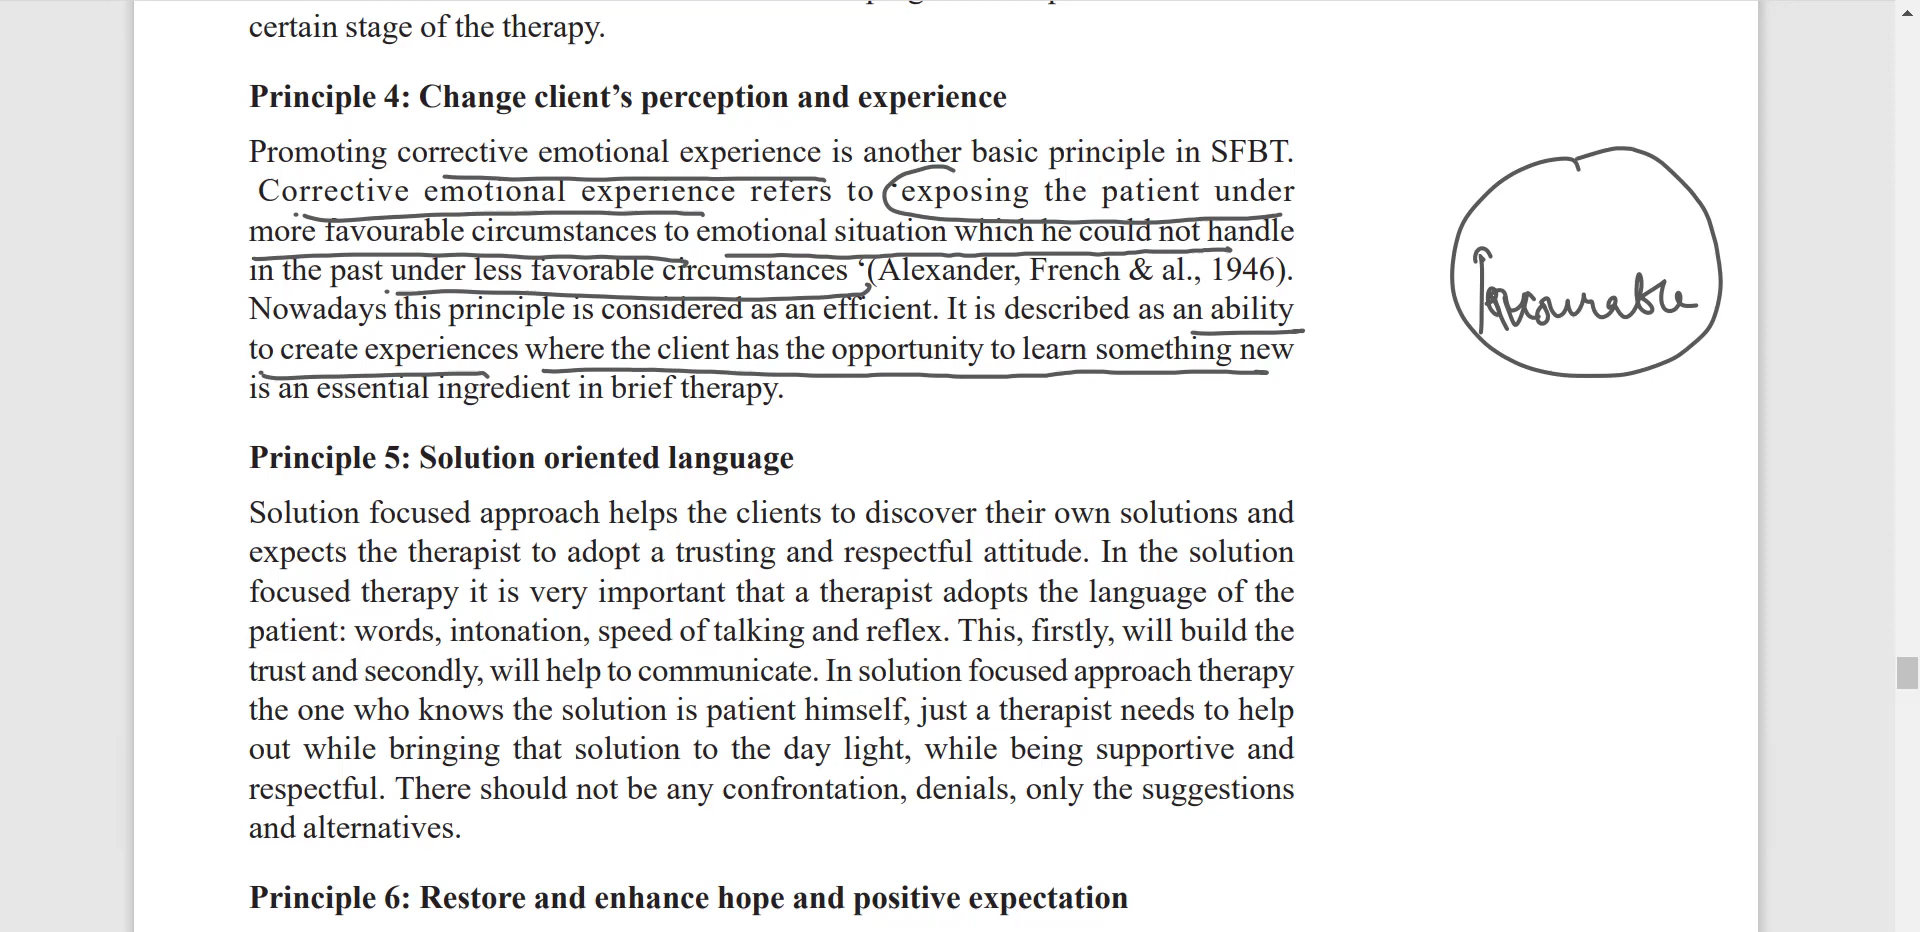 certain stage of the therapy.
Principle 4: Change client’s perception and experience
Promoting corrective emotional experience is another basic principle in SFBT.
Corrective emotional experience refers to ‘exposing the patient under
more favourable circumstances to emotional situation which he could not handle
in the past under less favorable circumstances ‘(Alexander, French & al., 1946).
Nowadays this principle is considered as an efficient. It is described as an ability
to create experiences where the client has the opportunity to learn something new
is an essential ingredient in brief therapy.
Principle 5: Solution oriented language
Solution focused approach helps the clients to discover their own solutions and
expects the therapist to adopt a trusting and respectful attitude. In the solution
focused therapy it is very important that a therapist adopts the language of the
patient: words, intonation, speed of talking and reflex. This, firstly, will build the
trust and secondly, will help to communicate. In solution focused approach therapy
the one who knows the solution is patient himself, just a therapist needs to help
out while bringing that solution to the day light, while being supportive and
respectful. There should not be any confrontation, denials, only the suggestions
and alternatives.
Principle 6: Restore and enhance hope and positive expectation